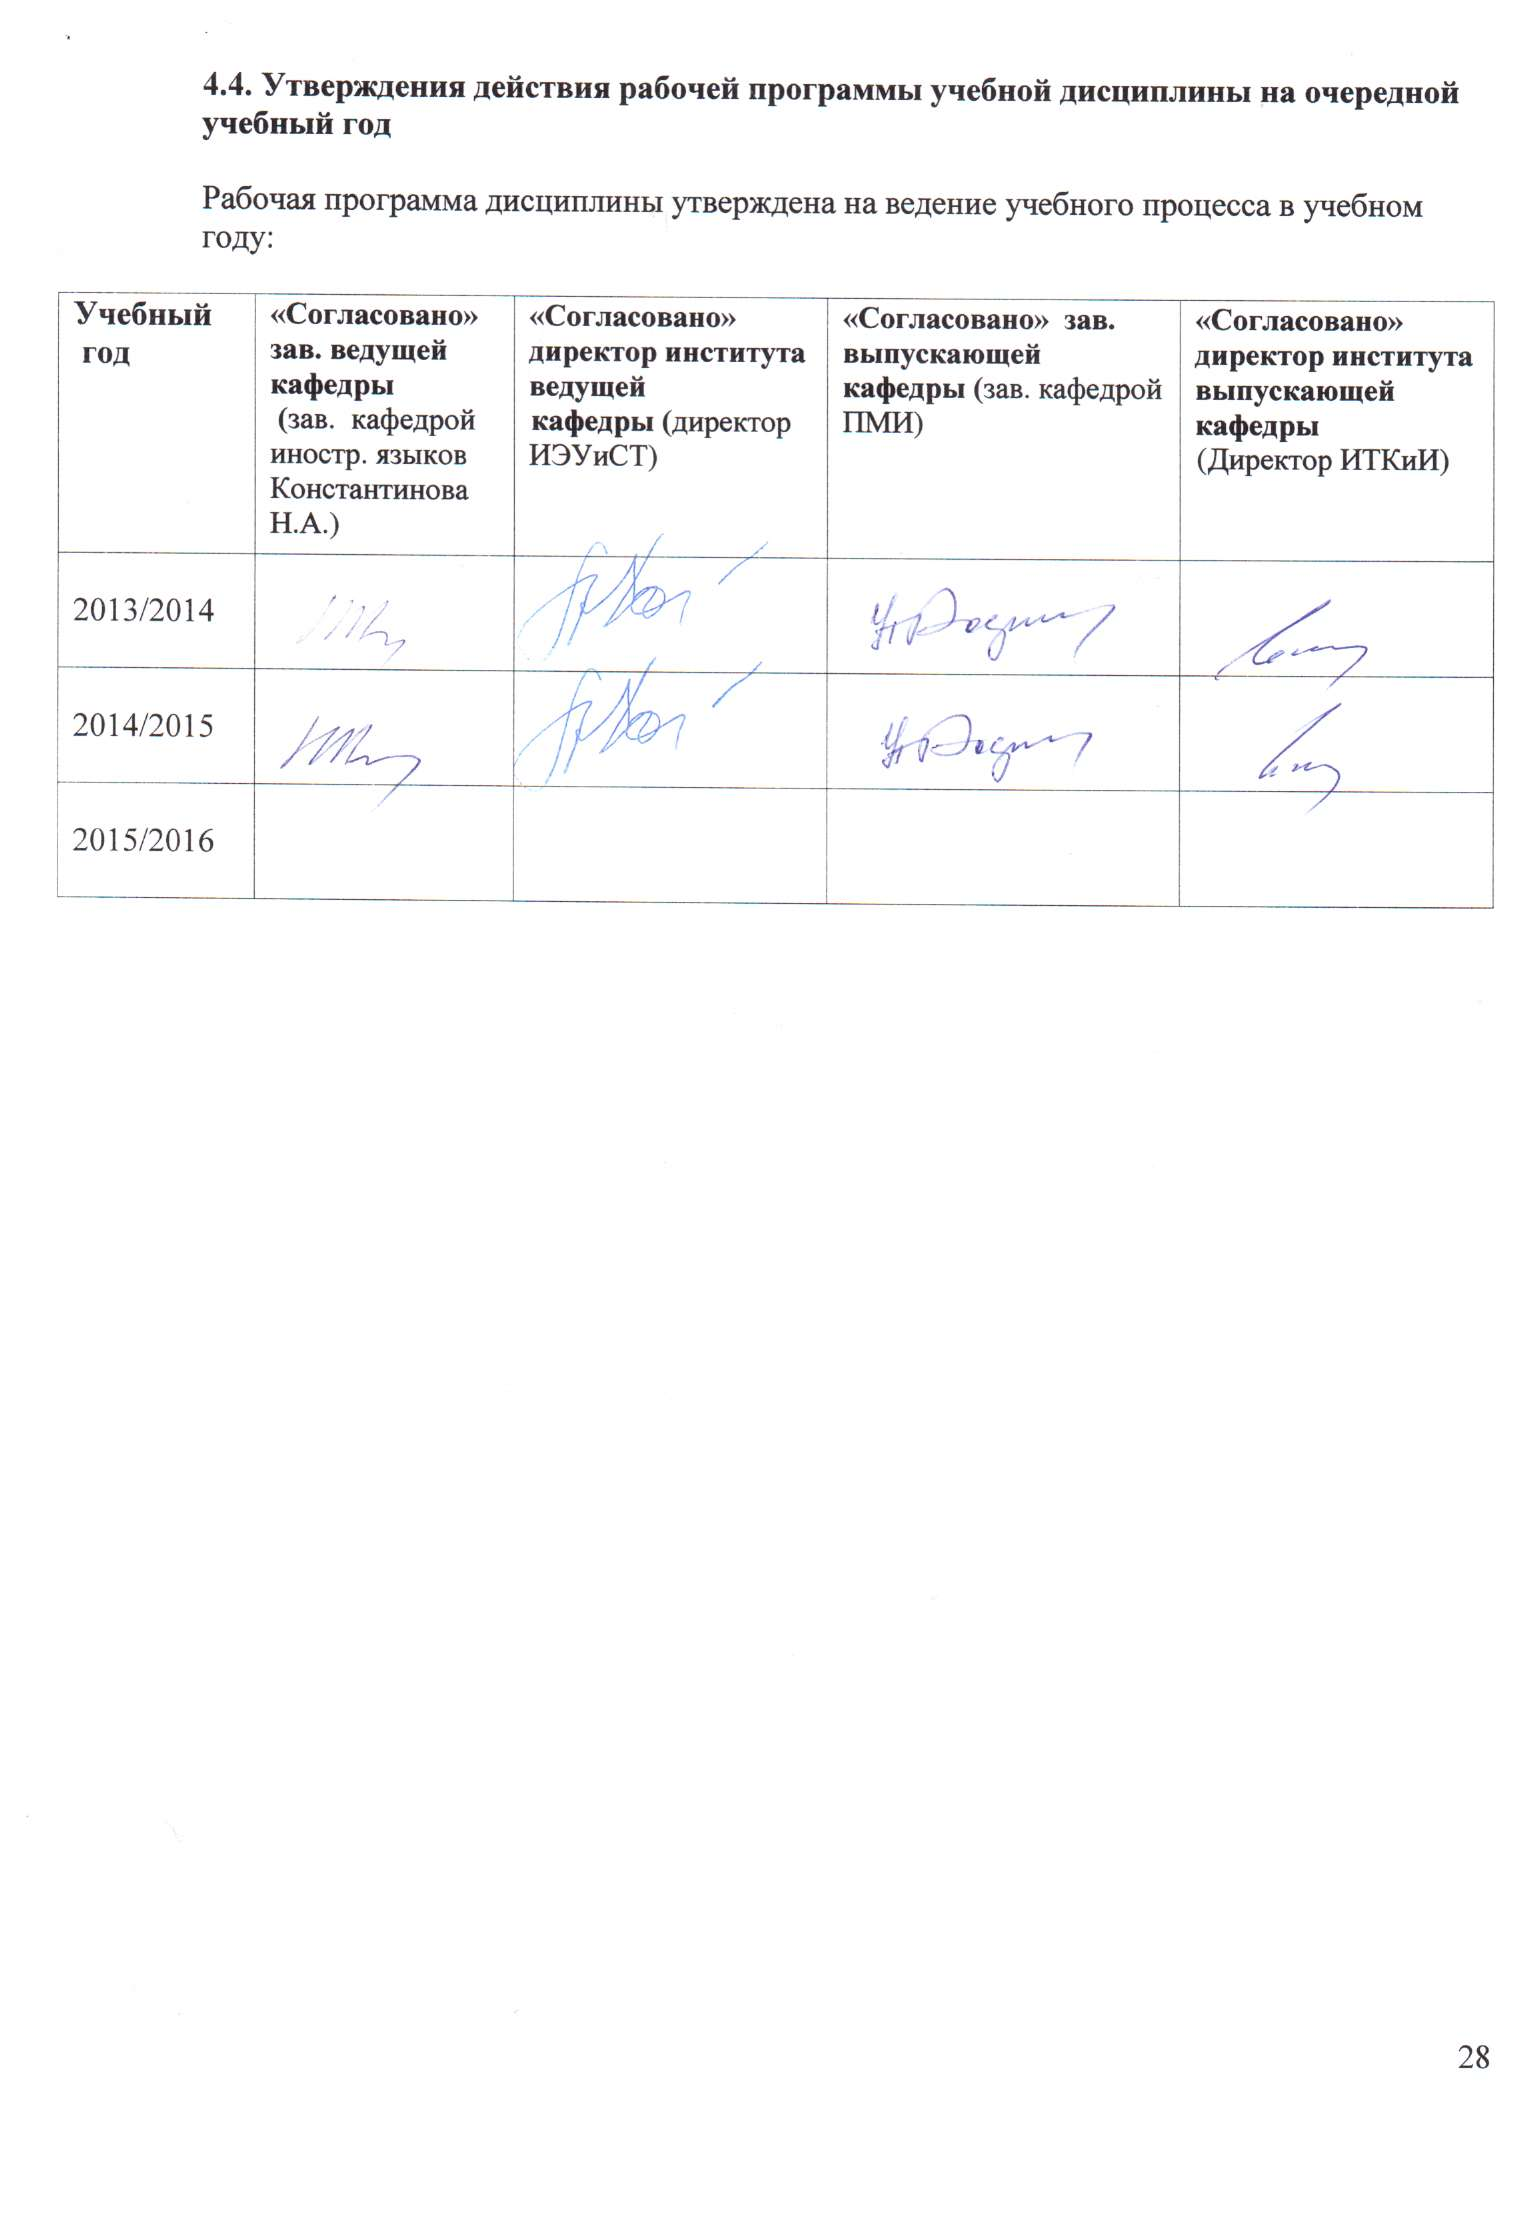 4.4. Утверждения действия рабочей программы учебной дисциплины на очередной
учебный год
Рабочая программа дисциплины утверждена на ведение учебного процесса в учебном
году:
Учебный
год
«Согласовано»
зав. ведущей
кафедры
(зав. кафедрой
иностр. языков
Константинова
Н.А.)
«Согласовано»
директор института
ведущей
кафедры (директор
ИЭУиСТ)
«Согласовано» зав.
выпускающей
кафедры (зав. кафедрой
ПМИ)
«Согласовано»
директор института
выпускающей
кафедры
(Директор ИТКиИ)
2013/2014
2014/2015
2015/2016
28